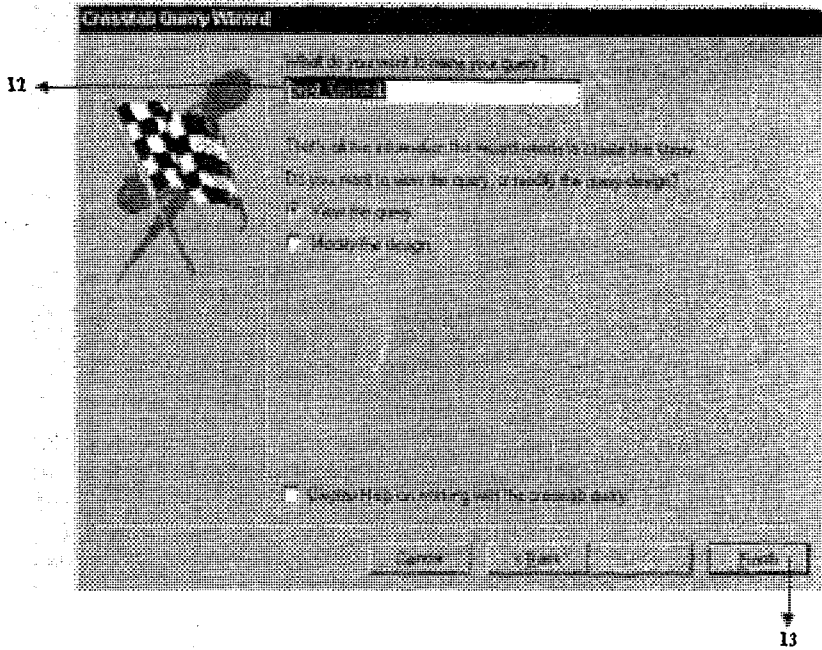 Crosstab Query Wizard
What do you want to name your query?
12
That's all the information the wizard needs to create the query.
Do you want to view the query, or modify the query design?
View the query.
Modify the design.
Display Help on working with the crosstab query.
Cancel
< Back
Finish
13